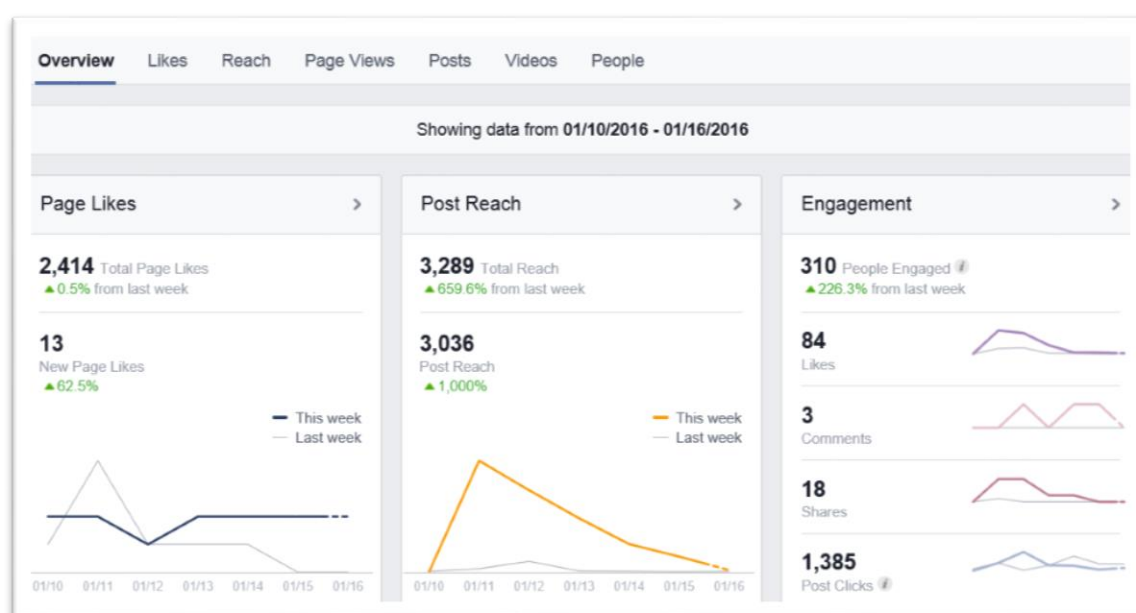 Overview Likes Reach Page Views Posts Videos People
Showing data from 01/10/2016 - 01/16/2016
Page Likes
2,414 Total Page Likes
▲ 0.5% from last week
13
New Page Likes
▲ 62.5%
This week
Last week
01/10 01/11 01/12 01/13 01/14 01/15 01/16
Post Reach
3,289 Total Reach
▲ 659.6% from last week
3,036
Post Reach
▲ 1,000%
This week
Last week
01/10 01/11 01/12 01/13 01/14 01/15 01/16
Engagement
310 People Engaged i
▲ 226.3% from last week
84
Likes
3
Comments
18
Shares
1,385
Post Clicks i